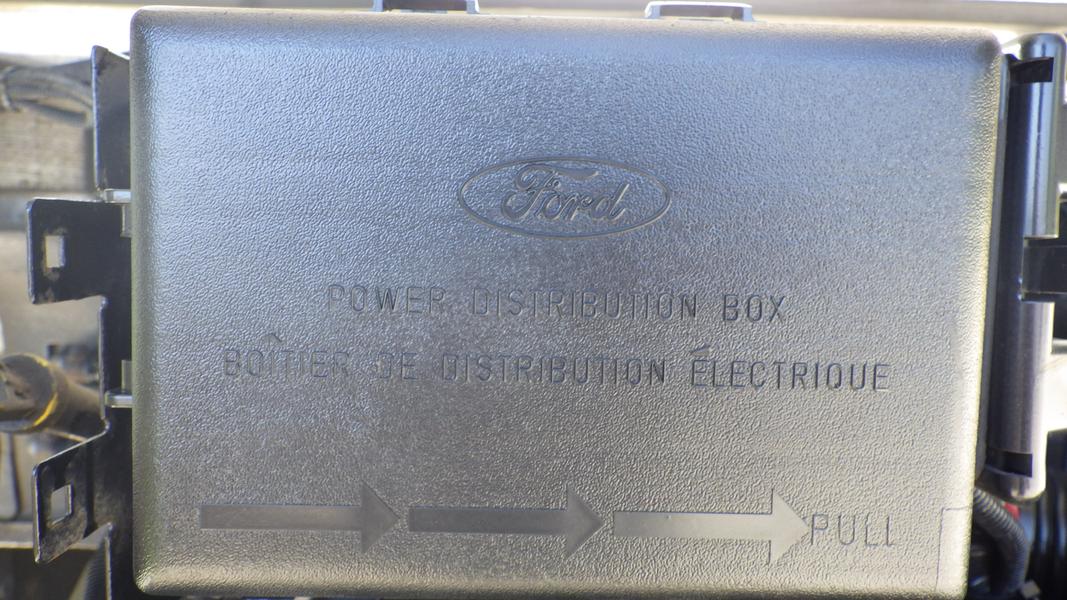 Ford
POWER DISTRIBUTION BOX
BOÎTIER DE DISTRIBUTION ÉLECTRIQUE
PULL